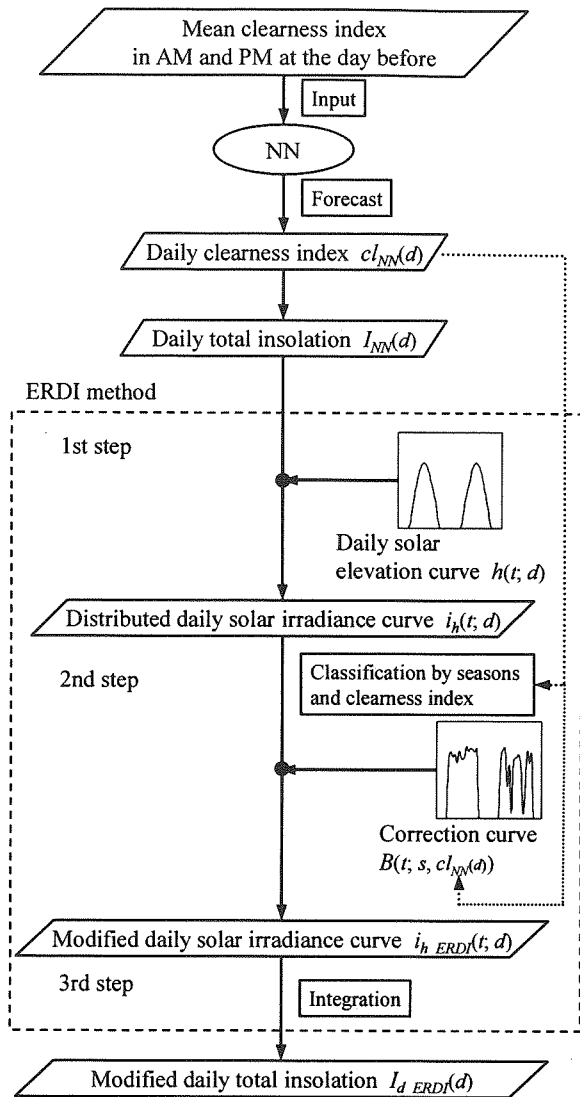 Mean clearness index
in AM and PM at the day before
Input
NN
Forecast
Daily clearness index cl_NN(d)
Daily total insolation I_NN(d)
ERDI method
1st step
Daily solar
elevation curve h(t; d)
Distributed daily solar irradiance curve i_h(t; d)
2nd step
Classification by seasons
and clearness index
Correction curve
B(t; s, cl_NN(d))
Modified daily solar irradiance curve i_h ERDI(t; d)
3rd step
Integration
Modified daily total insolation I_d ERDI(d)